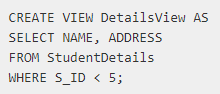 CREATE VIEW DetailsView AS
SELECT NAME, ADDRESS
FROM StudentDetails
WHERE S_ID < 5;